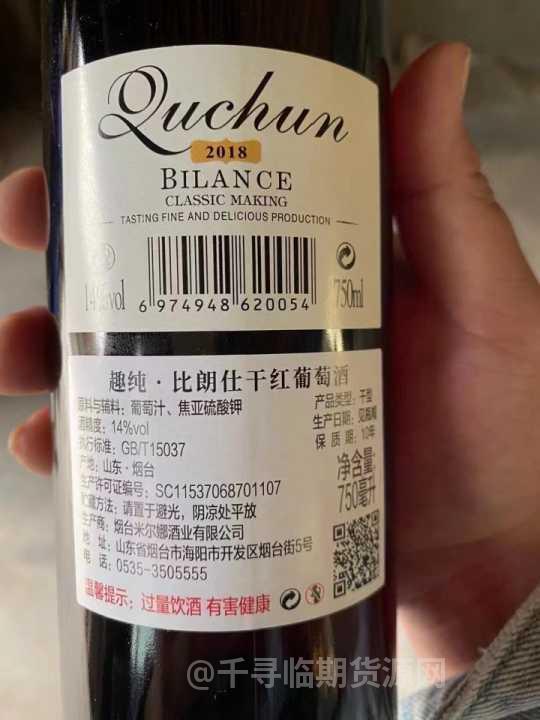 Quchun
2018
BILANCE
CLASSIC MAKING
TASTING FINE AND DELICIOUS PRODUCTION
14%vol
6 974948 620054
750ml
趣纯·比朗仕干红葡萄酒
原料与辅料：葡萄汁、焦亚硫酸钾
酒精度：14%vol
执行标准：GB/T15037
产地：山东·烟台
生产许可证编号：SC11537068701107
贮藏方法：请置于避光，阴凉处平放
生产商：烟台米尔娜酒业有限公司
地 址：山东省烟台市海阳市开发区烟台街5号
电 话：0535-3505555
产品类型：干型
生产日期：见瓶帽
保 质 期：10年
净含量：
750毫升
温馨提示：过量饮酒 有害健康
@千寻临期货源网